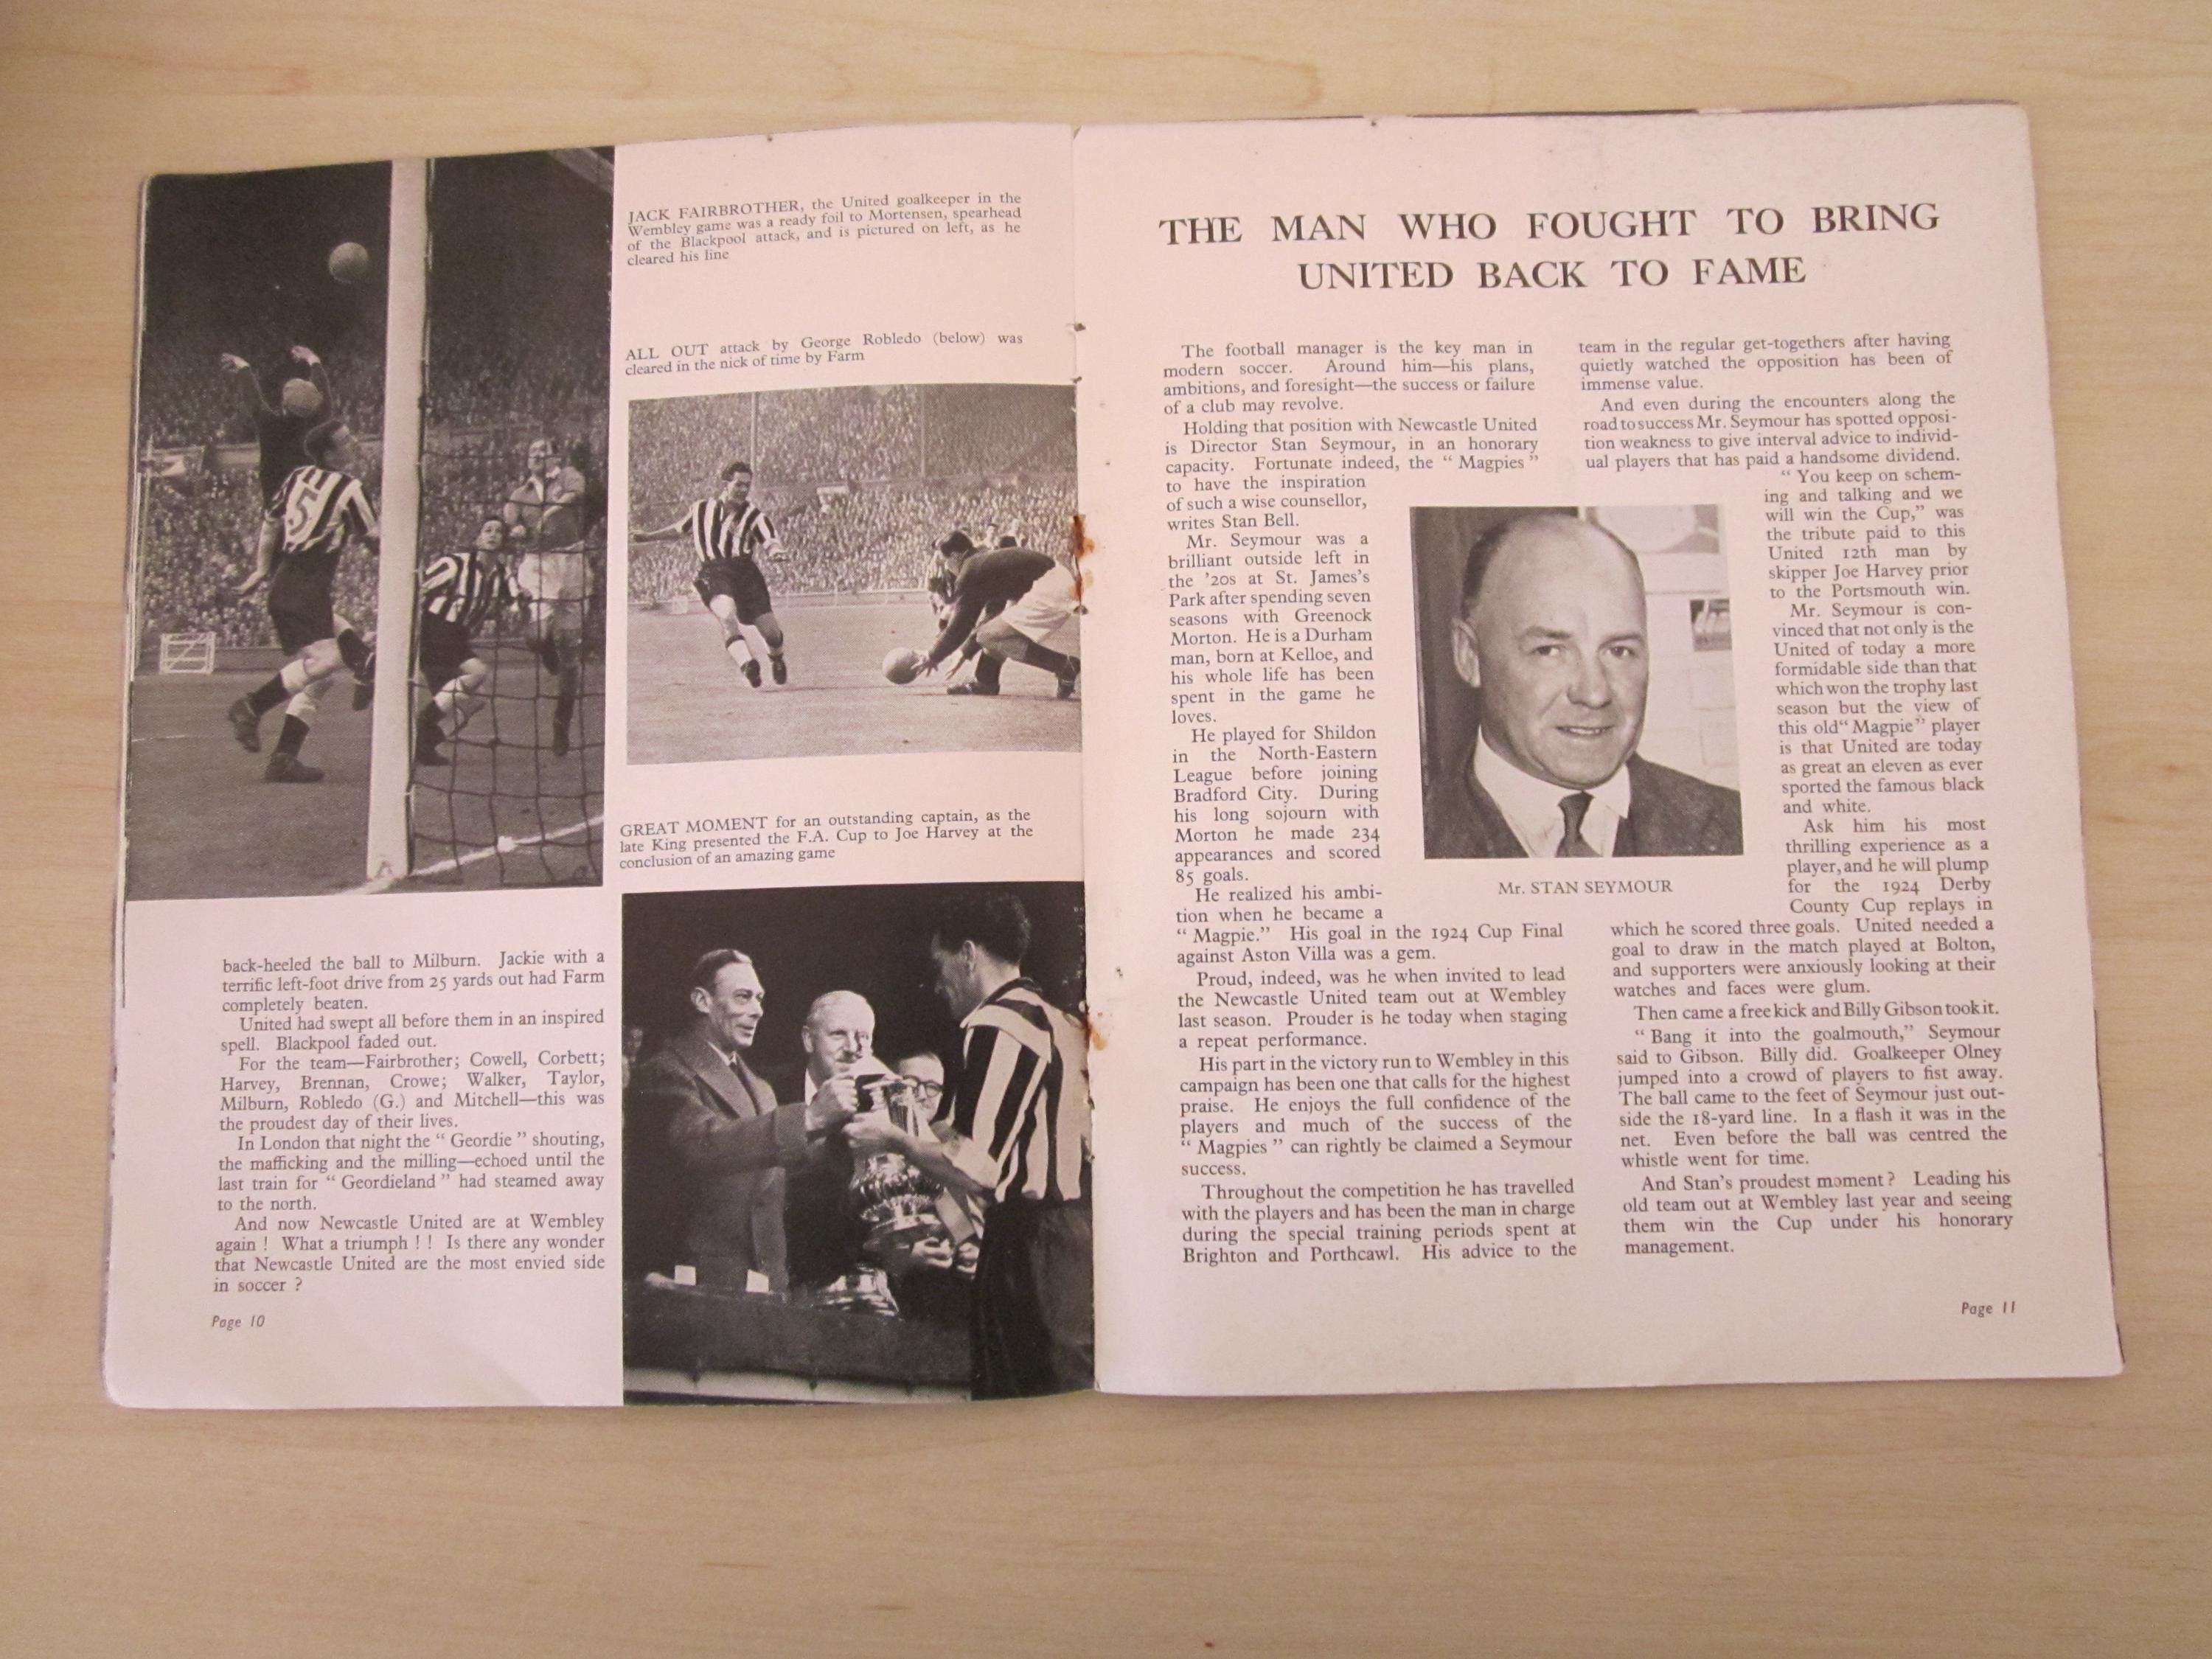 JACK FAIRBROTHER, the United goalkeeper in the
Wembley game was a ready foil to Mortensen, spearhead
of the Blackpool attack, and is pictured on left, as he
cleared his line
ALL OUT attack by George Robledo (below) was
cleared in the nick of time by Farm
5
GREAT MOMENT for an outstanding captain, as the
late King presented the F.A. Cup to Joe Harvey at the
conclusion of an amazing game
back-heeled the ball to Milburn. Jackie with a
terrific left-foot drive from 25 yards out had Farm
completely beaten.
United had swept all before them in an inspired
spell. Blackpool faded out.
For the team—Fairbrother; Cowell, Corbett;
Harvey, Brennan, Crowe; Walker, Taylor,
Milburn, Robledo (G.) and Mitchell—this was
the proudest day of their lives.
In London that night the " Geordie " shouting,
the mafficking and the milling—echoed until the
last train for " Geordieland " had steamed away
to the north.
And now Newcastle United are at Wembley
again ! What a triumph ! ! Is there any wonder
that Newcastle United are the most envied side
in soccer ?
Page 10
THE MAN WHO FOUGHT TO BRING
UNITED BACK TO FAME
The football manager is the key man in
modern soccer. Around him—his plans,
ambitions, and foresight—the success or failure
of a club may revolve.
Holding that position with Newcastle United
is Director Stan Seymour, in an honorary
capacity. Fortunate indeed, the " Magpies "
to have the inspiration
of such a wise counsellor,
writes Stan Bell.
Mr. Seymour was a
brilliant outside left in
the '20s at St. James's
Park after spending seven
seasons with Greenock
Morton. He is a Durham
man, born at Kelloe, and
his whole life has been
spent in the game he
loves.
He played for Shildon
in the North-Eastern
League before joining
Bradford City. During
his long sojourn with
Morton he made 234
appearances and scored
85 goals.
He realized his ambi-
tion when he became a
" Magpie." His goal in the 1924 Cup Final
against Aston Villa was a gem.
Proud, indeed, was he when invited to lead
the Newcastle United team out at Wembley
last season. Prouder is he today when staging
a repeat performance.
His part in the victory run to Wembley in this
campaign has been one that calls for the highest
praise. He enjoys the full confidence of the
players and much of the success of the
" Magpies " can rightly be claimed a Seymour
success.
Throughout the competition he has travelled
with the players and has been the man in charge
during the special training periods spent at
Brighton and Porthcawl. His advice to the
Mr. STAN SEYMOUR
team in the regular get-togethers after having
quietly watched the opposition has been of
immense value.
And even during the encounters along the
road to success Mr. Seymour has spotted opposi-
tion weakness to give interval advice to individ-
ual players that has paid a handsome dividend.
" You keep on schem-
ing and talking and we
will win the Cup," was
the tribute paid to this
United 12th man by
skipper Joe Harvey prior
to the Portsmouth win.
Mr. Seymour is con-
vinced that not only is the
United of today a more
formidable side than that
which won the trophy last
season but the view of
this old " Magpie " player
is that United are today
as great an eleven as ever
sported the famous black
and white.
Ask him his most
thrilling experience as a
player, and he will plump
for the 1924 Derby
County Cup replays in
which he scored three goals. United needed a
goal to draw in the match played at Bolton,
and supporters were anxiously looking at their
watches and faces were glum.
Then came a free kick and Billy Gibson took it.
" Bang it into the goalmouth," Seymour
said to Gibson. Billy did. Goalkeeper Olney
jumped into a crowd of players to fist away.
The ball came to the feet of Seymour just out-
side the 18-yard line. In a flash it was in the
net. Even before the ball was centred the
whistle went for time.
And Stan's proudest moment ? Leading his
old team out at Wembley last year and seeing
them win the Cup under his honorary
management.
Page 11